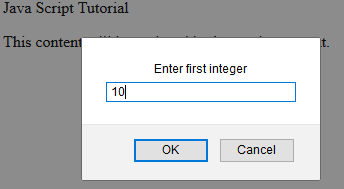 Java Script Tutorial
This content
t.
Enter first integer
10
OK
Cancel